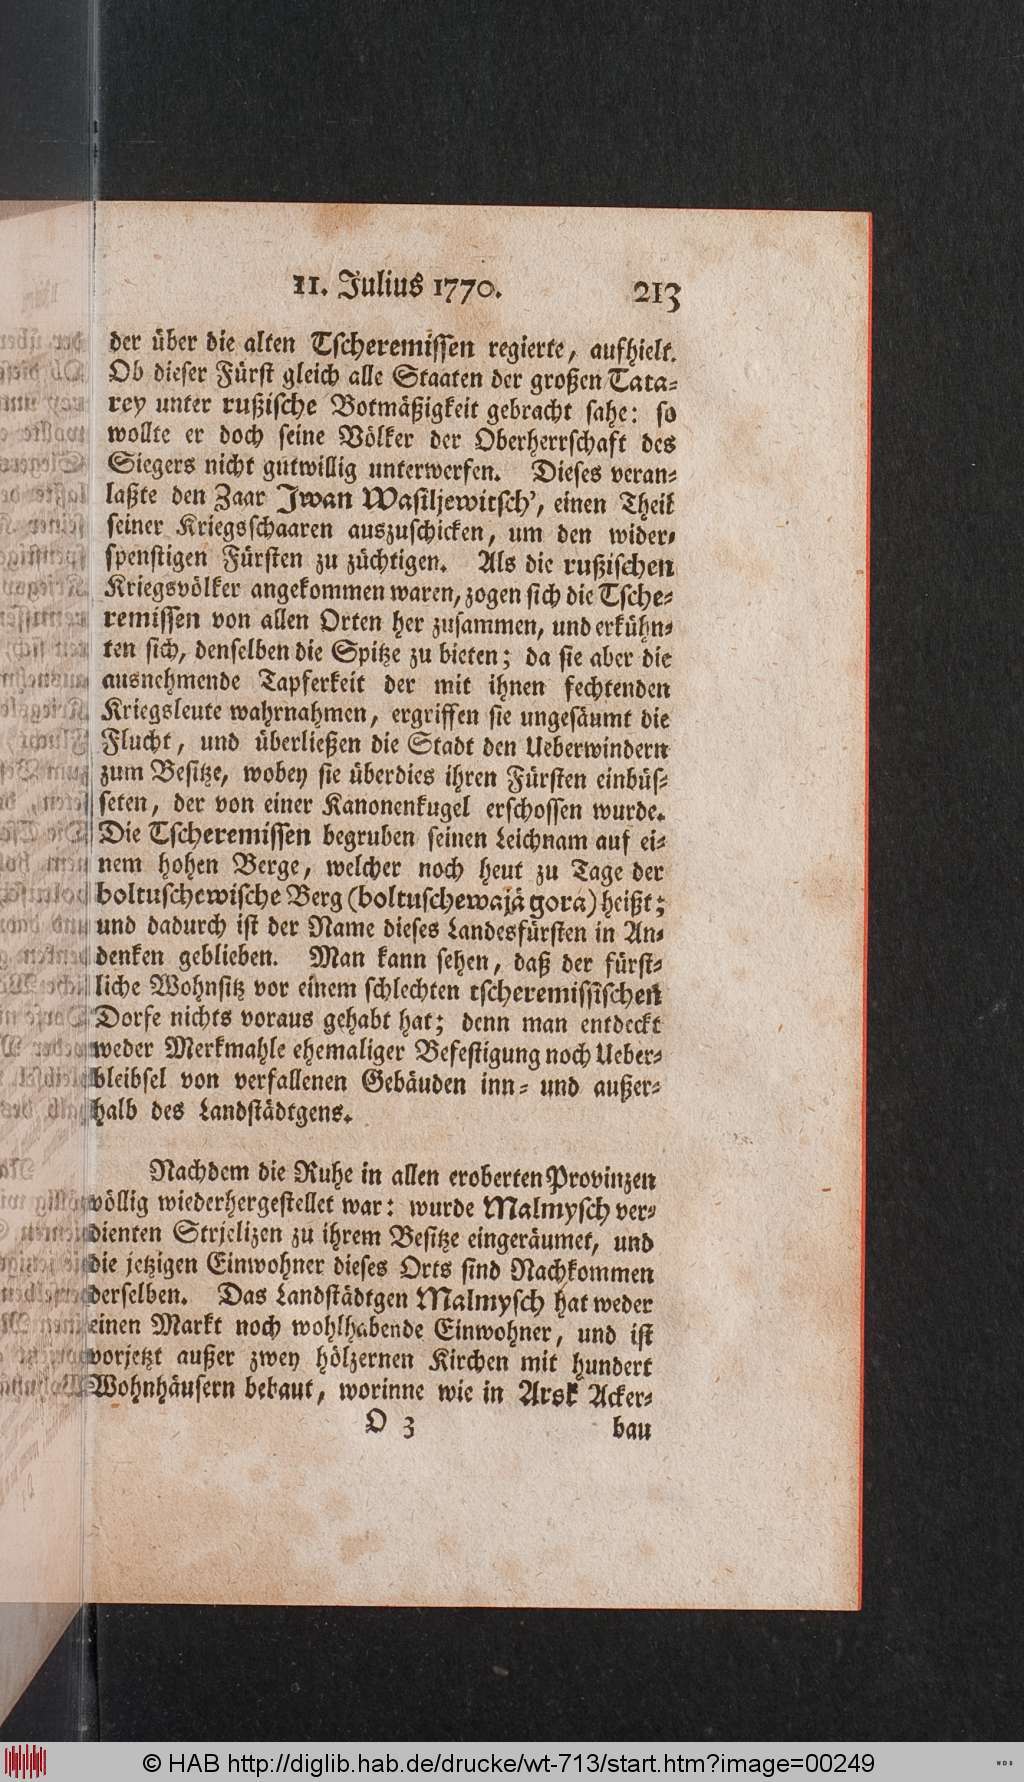 11. Julius 1770. 213
der über die alten Tscheremissen regierte, aufhielt.
Ob dieser Fürst gleich alle Staaten der großen Tata-
rey unter rußische Botmäßigkeit gebracht sahe: so
wollte er doch seine Völker der Oberherrschaft des
Siegers nicht gutwillig unterwerfen. Dieses veran-
laßte den Zaar Jwan Wasiljewitsch', einen Theil
seiner Kriegsschaaren auszuschicken, um den wider-
spenstigen Fürsten zu züchtigen. Als die rußischen
Kriegsvölker angekommen waren, zogen sich die Tsche-
remissen von allen Orten her zusammen, und erkühn-
ten sich, denselben die Spitze zu bieten; da sie aber die
ausnehmende Tapferkeit der mit ihnen fechtenden
Kriegsleute wahrnahmen, ergriffen sie ungesäumt die
Flucht, und überließen die Stadt den Ueberwindern
zum Besitze, wobey sie überdies ihren Fürsten einbüs-
seten, der von einer Kanonenkugel erschossen wurde.
Die Tscheremissen begruben seinen Leichnam auf ei-
nem hohen Berge, welcher noch heut zu Tage der
boltuschewische Berg (boltuschewajä gora) heißt;
und dadurch ist der Name dieses Landesfürsten in An-
denken geblieben. Man kann sehen, daß der fürst-
liche Wohnsitz vor einem schlechten tscheremissischen
Dorfe nichts voraus gehabt hat; denn man entdeckt
weder Merkmahle ehemaliger Befestigung noch Ueber-
bleibsel von verfallenen Gebäuden inn- und außer-
halb des Landstädtgens.
Nachdem die Ruhe in allen eroberten Provinzen
völlig wiederhergestellet war: wurde Malmysch ver-
dienten Strjelizen zu ihrem Besitze eingeräumet, und
die jetzigen Einwohner dieses Orts sind Nachkommen
derselben. Das Landstädtgen Malmysch hat weder
einen Markt noch wohlhabende Einwohner, und ist
vorjetzt außer zwey hölzernen Kirchen mit hundert
Wohnhäusern bebaut, worinne wie in Arsk Acker-
O 3 bau
© HAB http://diglib.hab.de/drucke/wt-713/start.htm?image=00249